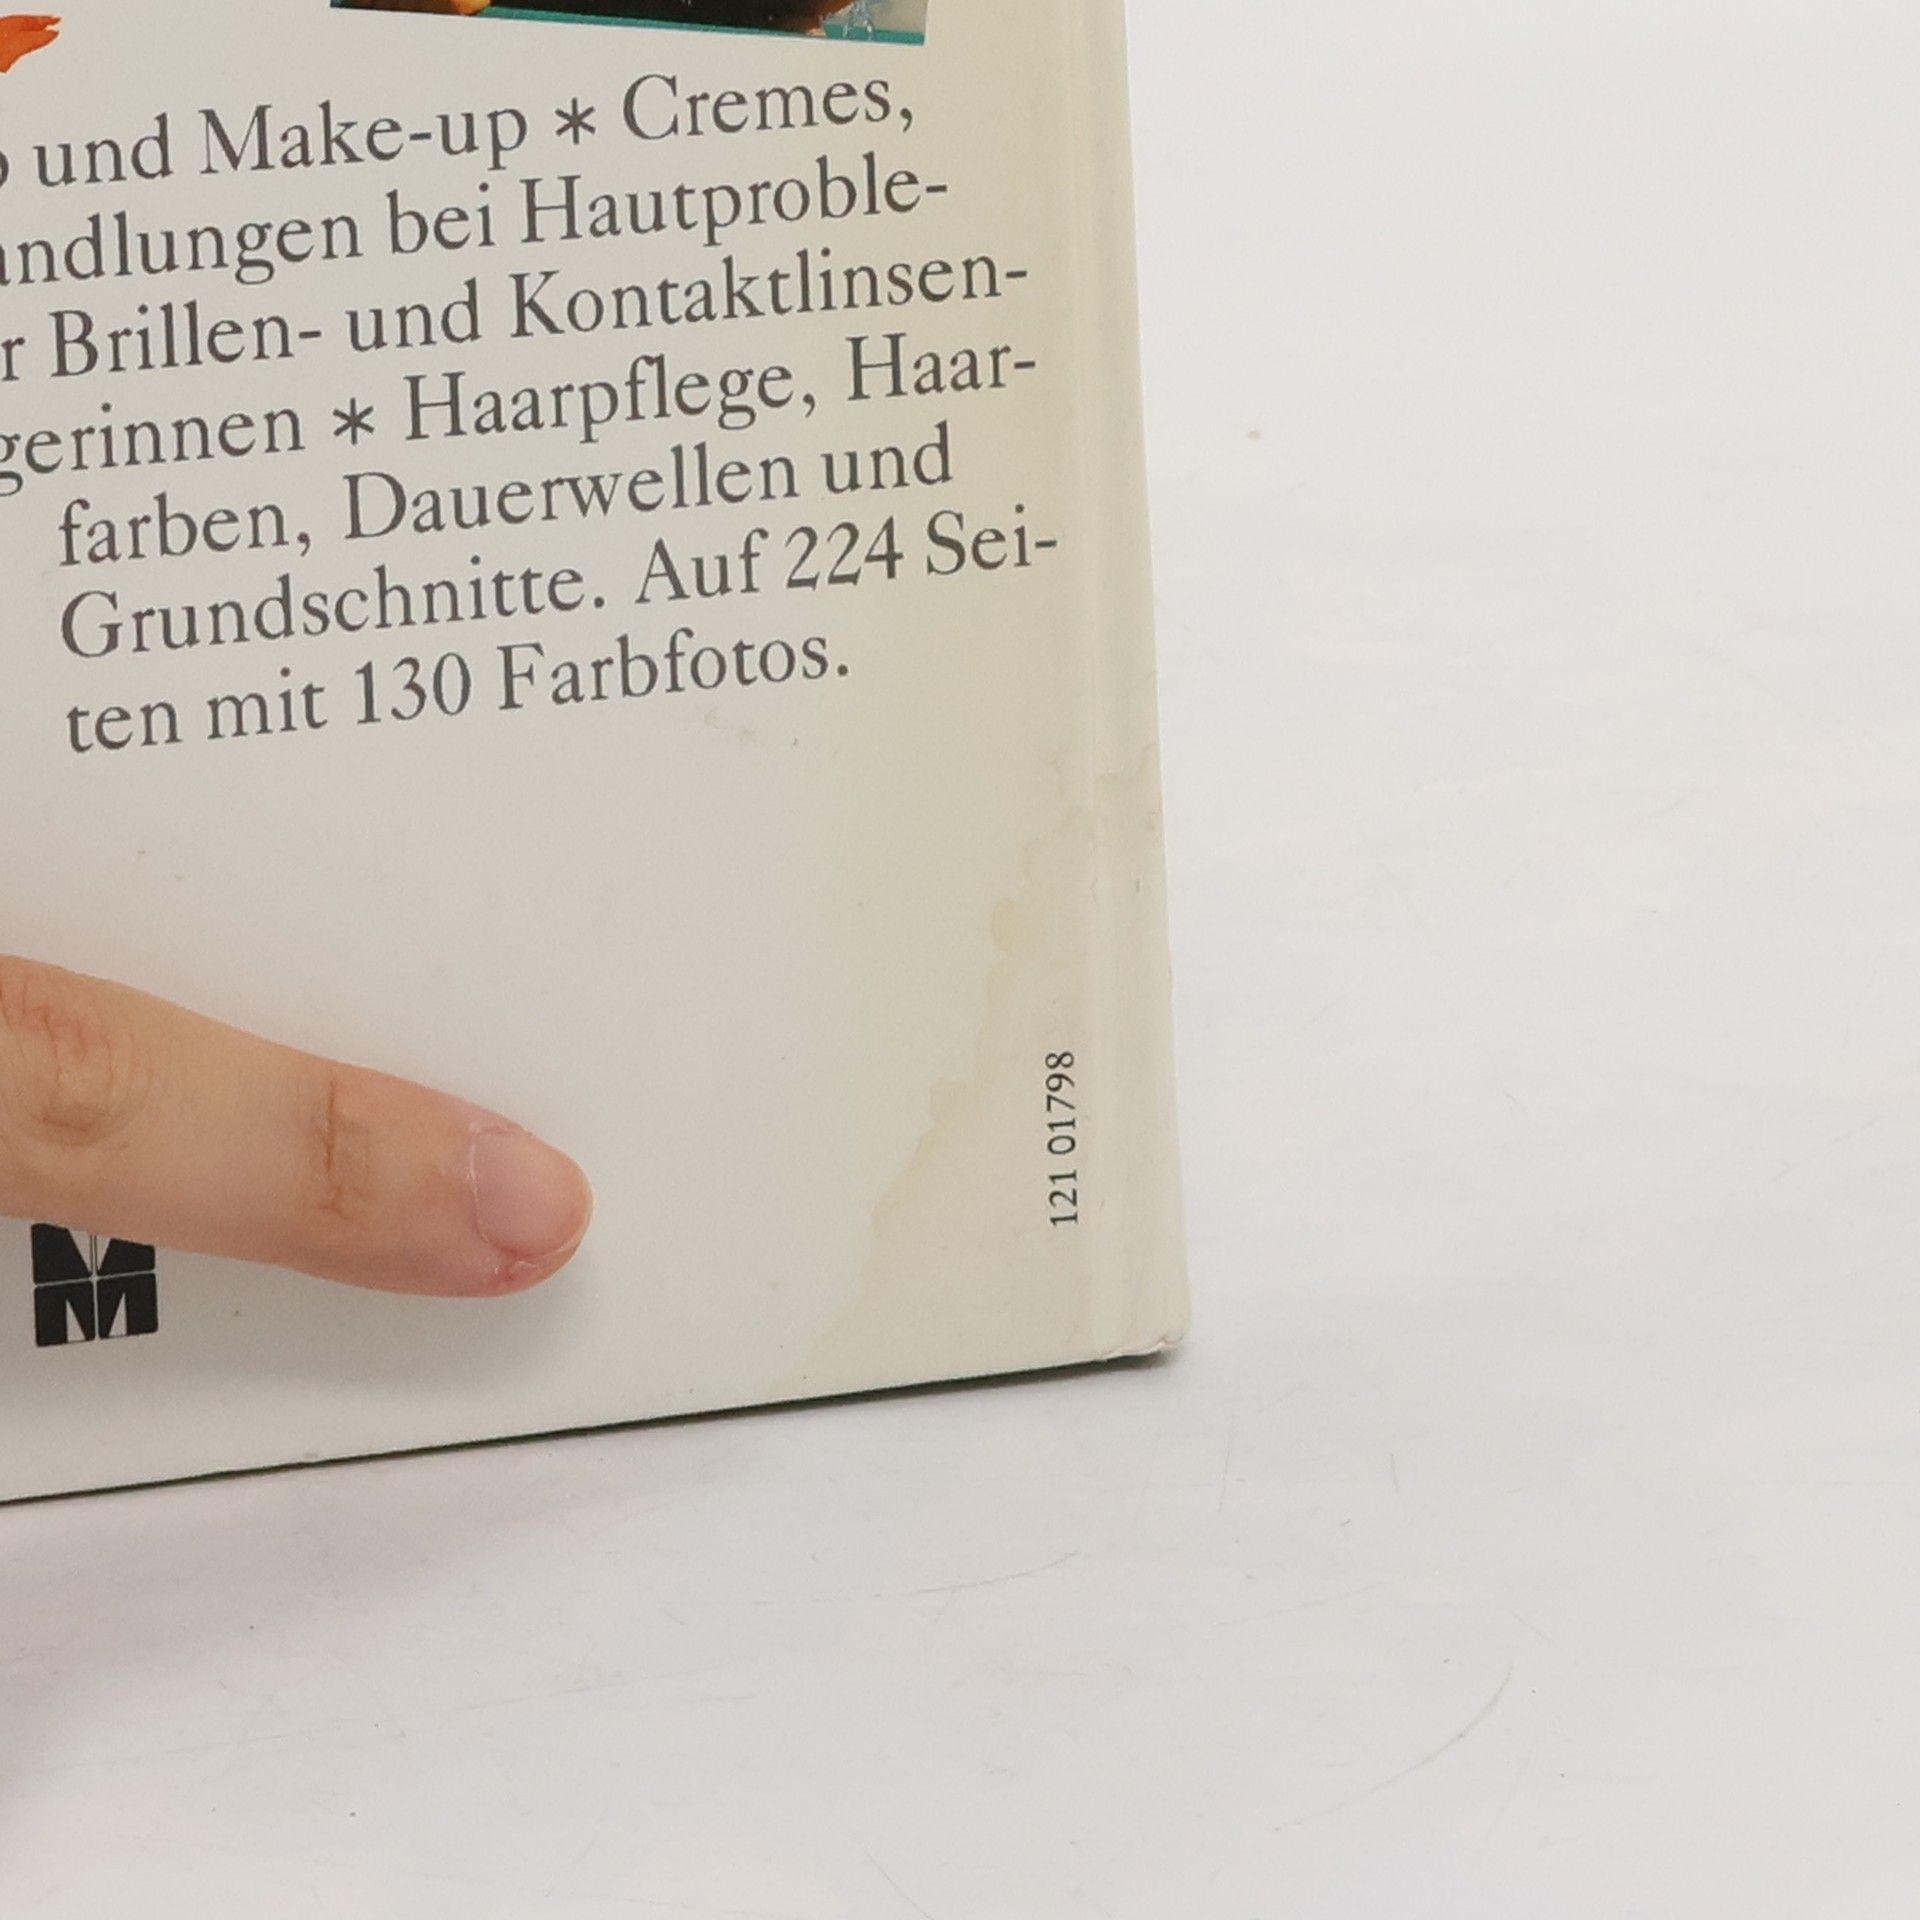 und Make-up * Cremes,
andlungen bei Hautproble-
r Brillen- und Kontaktlinsen-
gerinnen * Haarpflege, Haar-
farben, Dauerwellen und
Grundschnitte. Auf 224 Sei-
ten mit 130 Farbfotos.
121 01798